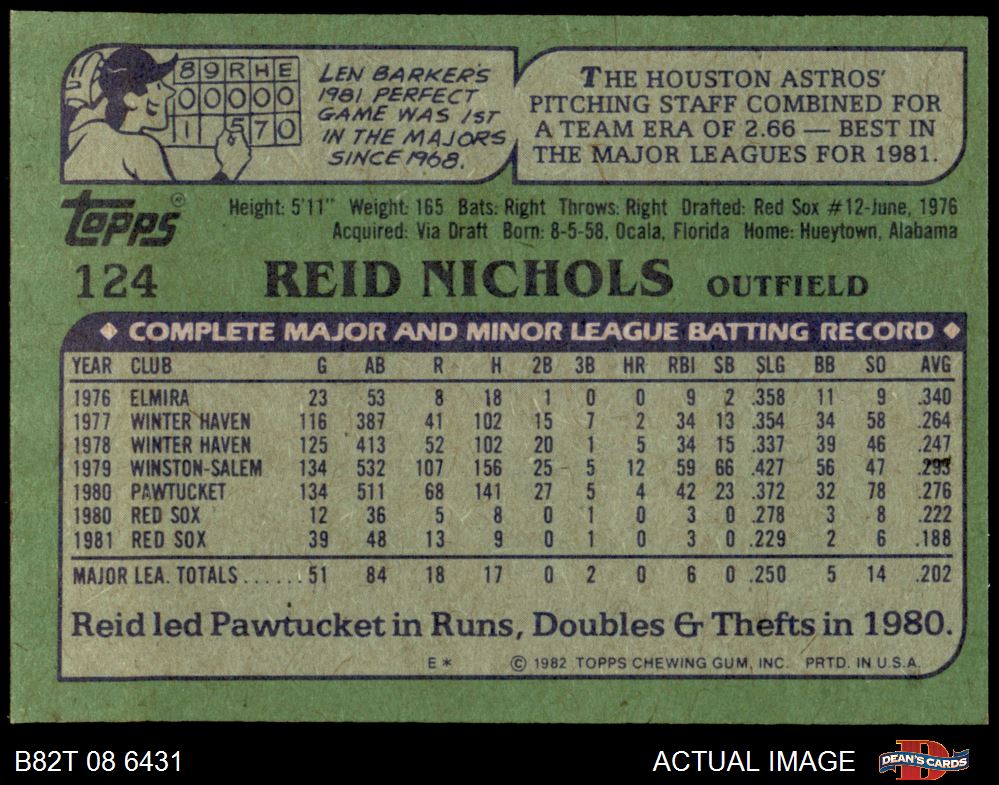 8 9 R H E
0 0 0 0 0
1 5 7 0
LEN BARKER'S
1981 PERFECT
GAME WAS 1ST
IN THE MAJORS
SINCE 1968.
THE HOUSTON ASTROS'
PITCHING STAFF COMBINED FOR
A TEAM ERA OF 2.66 — BEST IN
THE MAJOR LEAGUES FOR 1981.
topps®
Height: 5'11" Weight: 165 Bats: Right Throws: Right Drafted: Red Sox #12-June, 1976
Acquired: Via Draft Born: 8-5-58, Ocala, Florida Home: Hueytown, Alabama
124 REID NICHOLS OUTFIELD
COMPLETE MAJOR AND MINOR LEAGUE BATTING RECORD
YEAR CLUB G AB R H 2B 3B HR RBI SB SLG BB SO AVG
1976 ELMIRA 23 53 8 18 1 0 0 9 2 .358 11 9 .340
1977 WINTER HAVEN 116 387 41 102 15 7 2 34 13 .354 34 58 .264
1978 WINTER HAVEN 125 413 52 102 20 1 5 34 15 .337 39 46 .247
1979 WINSTON-SALEM 134 532 107 156 25 5 12 59 66 .427 56 47 .293
1980 PAWTUCKET 134 511 68 141 27 5 4 42 23 .372 32 78 .276
1980 RED SOX 12 36 5 8 0 1 0 3 0 .278 3 8 .222
1981 RED SOX 39 48 13 9 0 1 0 3 0 .229 2 6 .188
MAJOR LEA. TOTALS......51 84 18 17 0 2 0 6 0 .250 5 14 .202
Reid led Pawtucket in Runs, Doubles & Thefts in 1980.
E* © 1982 TOPPS CHEWING GUM, INC. PRTD. IN U.S.A.
B82T 08 6431 ACTUAL IMAGE D DEAN'S CARDS